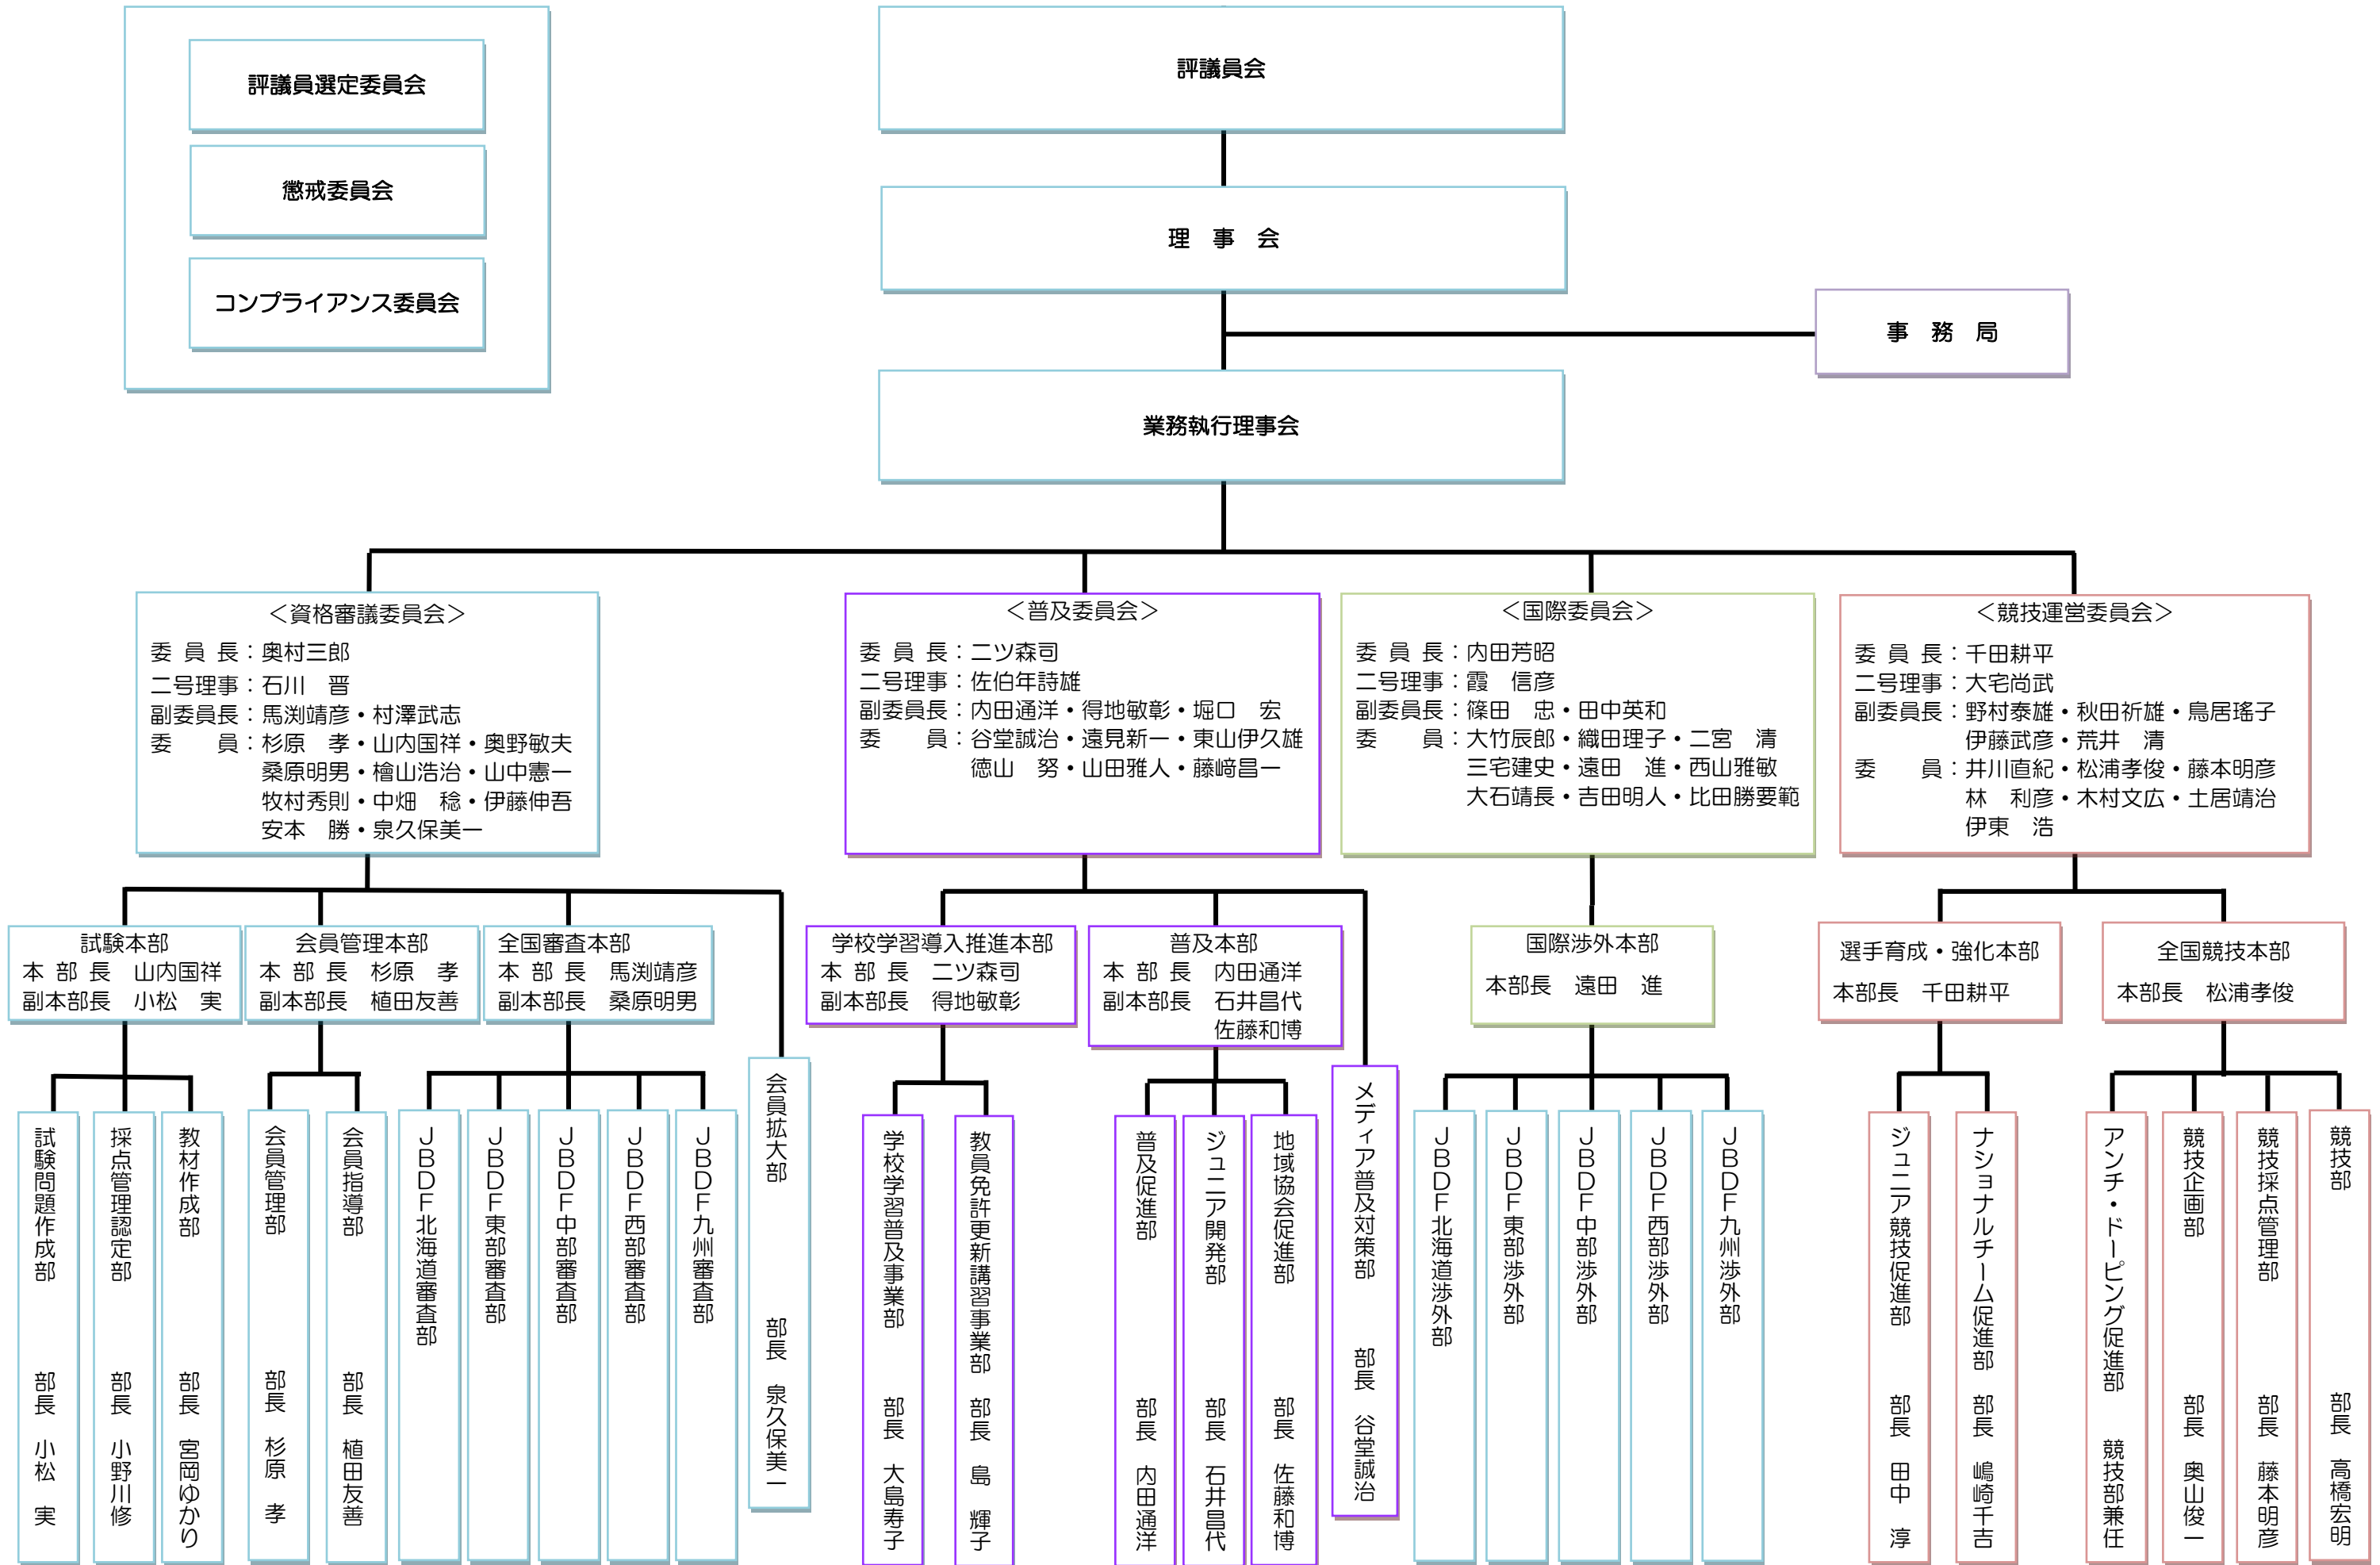 評議員選定委員会
懲戒委員会
コンプライアンス委員会
評議員会
理　事　会
事　務　局
業務執行理事会
＜資格審議委員会＞
委 員 長：奥村三郎
二号理事：石川　晋
副委員長：馬渕靖彦・村澤武志
委　　員：杉原　孝・山内国祥・奥野敏夫
桑原明男・檜山浩治・山中憲一
牧村秀則・中畑　稔・伊藤伸吾
安本　勝・泉久保美一
＜普及委員会＞
委 員 長：二ツ森司
二号理事：佐伯年詩雄
副委員長：内田通洋・得地敏彰・堀口　宏
委　　員：谷堂誠治・遠見新一・東山伊久雄
徳山　努・山田雅人・藤﨑昌一
＜国際委員会＞
委 員 長：内田芳昭
二号理事：霞　信彦
副委員長：篠田　忠・田中英和
委　　員：大竹辰郎・織田理子・二宮　清
三宅建史・遠田　進・西山雅敏
大石靖長・吉田明人・比田勝要範
＜競技運営委員会＞
委 員 長：千田耕平
二号理事：大宅尚武
副委員長：野村泰雄・秋田祈雄・鳥居瑤子
伊藤武彦・荒井　清
委　　員：井川直紀・松浦孝俊・藤本明彦
林　利彦・木村文広・土居靖治
伊東　浩
試験本部
本 部 長　山内国祥
副本部長　小松　実
会員管理本部
本 部 長　杉原　孝
副本部長　植田友善
全国審査本部
本 部 長　馬渕靖彦
副本部長　桑原明男
学校学習導入推進本部
本 部 長　二ツ森司
副本部長　得地敏彰
普及本部
本 部 長　内田通洋
副本部長　石井昌代
佐藤和博
国際渉外本部
本部長　遠田　進
選手育成・強化本部
本部長　千田耕平
全国競技本部
本部長　松浦孝俊
試験問題作成部　部長　小松　実
採点管理認定部　部長　小野川修
教材作成部　部長　宮岡ゆかり
会員管理部　部長　杉原　孝
会員指導部　部長　植田友善
ＪＢＤＦ北海道審査部
ＪＢＤＦ東部審査部
ＪＢＤＦ中部審査部
ＪＢＤＦ西部審査部
ＪＢＤＦ九州審査部
会員拡大部　部長　泉久保美一
学校学習普及事業部　部長　大島寿子
教員免許更新講習事業部　部長　島　輝子
普及促進部　部長　内田通洋
ジュニア開発部　部長　石井昌代
地域協会促進部　部長　佐藤和博
メディア普及対策部　部長　谷堂誠治
ＪＢＤＦ北海道渉外部
ＪＢＤＦ東部渉外部
ＪＢＤＦ中部渉外部
ＪＢＤＦ西部渉外部
ＪＢＤＦ九州渉外部
ジュニア競技促進部　部長　田中　淳
ナショナルチーム促進部　部長　嶋崎千吉
アンチ・ドーピング促進部　競技部兼任
競技企画部　部長　奥山俊一
競技採点管理部　部長　藤本明彦
競技部　部長　高橋宏明